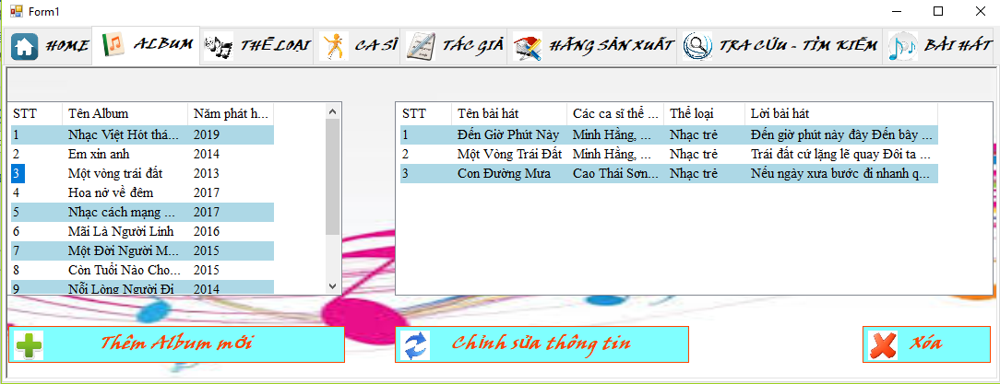 Form1
HOME ALBUM THỂ LOẠI CA SĨ TÁC GIẢ HÃNG SẢN XUẤT TRA CỨU - TÌM KIẾM BÀI HÁT
STT Tên Album Năm phát h...
1 Nhạc Việt Hót thá... 2019
2 Em xin anh 2014
3 Một vòng trái đất 2013
4 Hoa nở về đêm 2017
5 Nhạc cách mạng ... 2017
6 Mãi Là Người Linh 2016
7 Một Đời Người M... 2015
8 Còn Tuổi Nào Cho... 2015
9 Nỗi Lòng Người Đi 2014
STT Tên bài hát Các ca sĩ thể ... Thể loại Lời bài hát
1 Đến Giờ Phút Này Minh Hằng, ... Nhạc trẻ Đến giờ phút này đây Đến bây ...
2 Một Vòng Trái Đất Minh Hằng, ... Nhạc trẻ Trái đất cứ lặng lẽ quay Đôi ta ...
3 Con Đường Mưa Cao Thái Sơn... Nhạc trẻ Nếu ngày xưa bước đi nhanh q...
Thêm Album mới Chỉnh sửa thông tin Xóa